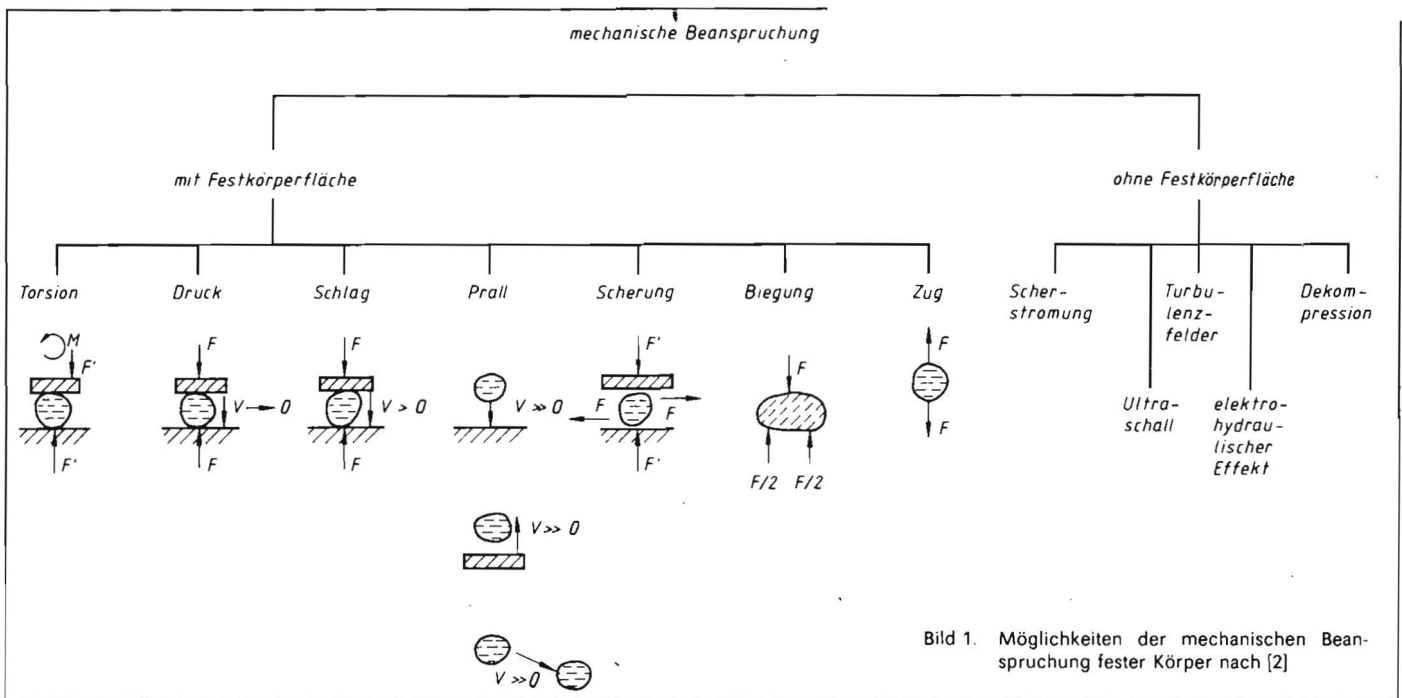 mechanische Beanspruchung
mit Festkörperfläche
ohne Festkörperfläche
Torsion
Druck
Schlag
Prall
Scherung
Biegung
Zug
Scher-
stromung
Turbu-
lenz-
felder
Dekom-
pression
Ultra-
schall
elektro-
hydrau-
lischer
Effekt
M
F'
F'
F
V→0
F
F
V > 0
F
V ≫ 0
V ≫ 0
V ≫ 0
F'
F
F
F'
F
F/2 F/2
F
F
Bild 1. Möglichkeiten der mechanischen Bean-
spruchung fester Körper nach [2]